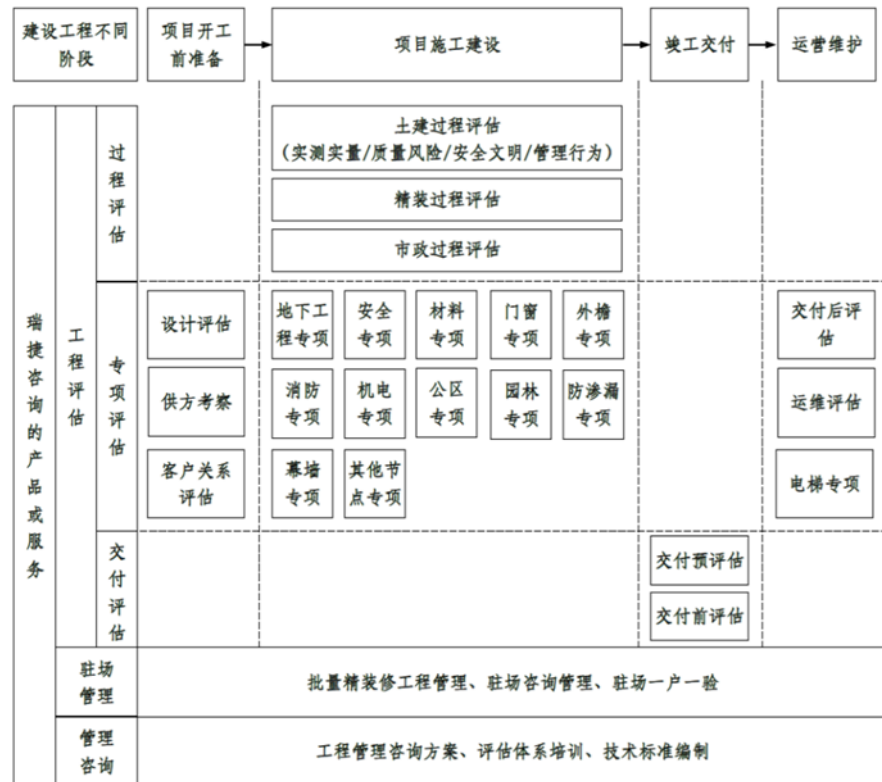 建设工程不同
阶段
项目开工
前准备
项目施工建设
竣工交付
运营维护
瑞捷咨询的产品或服务
工程评估
过程评估
土建过程评估
（实测实量/质量风险/安全文明/管理行为）
精装过程评估
市政过程评估
专项评估
设计评估
供方考察
客户关系
评估
地下工
程专项
安全
专项
材料
专项
门窗
专项
外檐
专项
消防
专项
机电
专项
公区
专项
园林
专项
防渗漏
专项
幕墙
专项
其他节
点专项
交付后评
估
运维评估
电梯专项
交付评估
交付预评估
交付前评估
驻场
管理
批量精装修工程管理、驻场咨询管理、驻场一户一验
管理
咨询
工程管理咨询方案、评估体系培训、技术标准编制